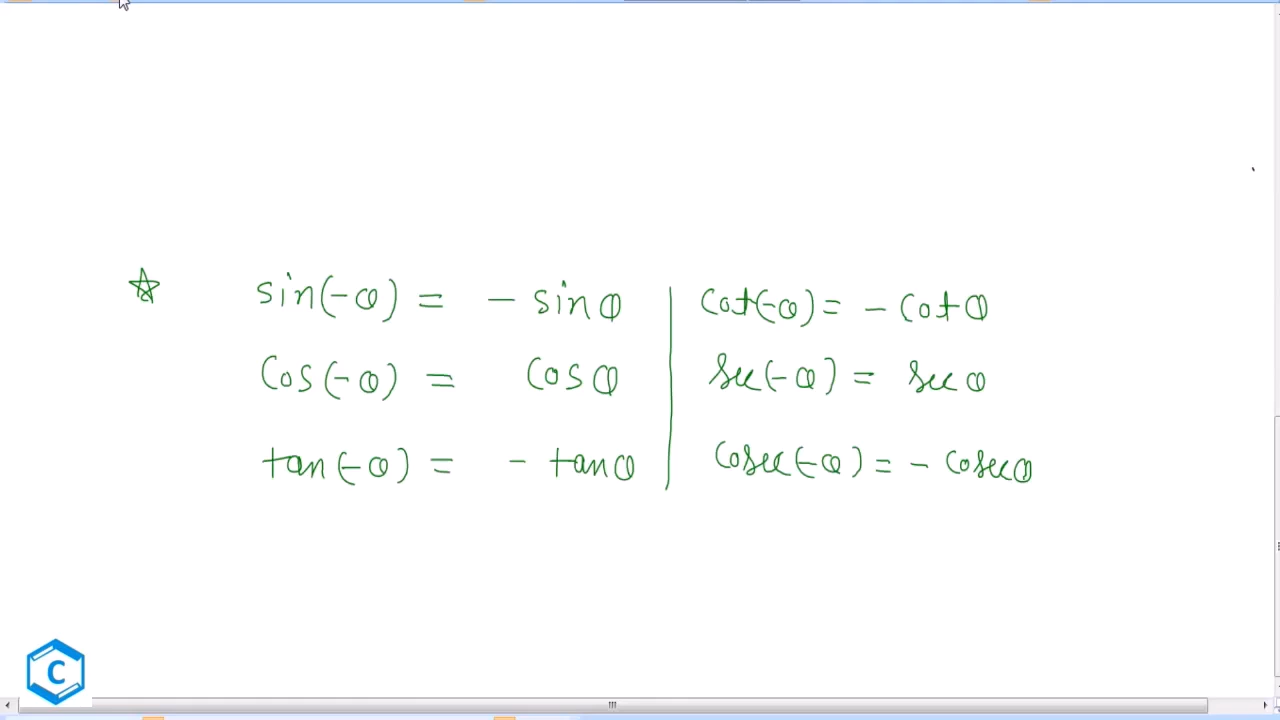 ☆ sin(-θ) = - sinθ
cos(-θ) = cosθ
tan(-θ) = - tanθ
cot(-θ) = - cotθ
sec(-θ) = secθ
cosec(-θ) = - cosecθ
C